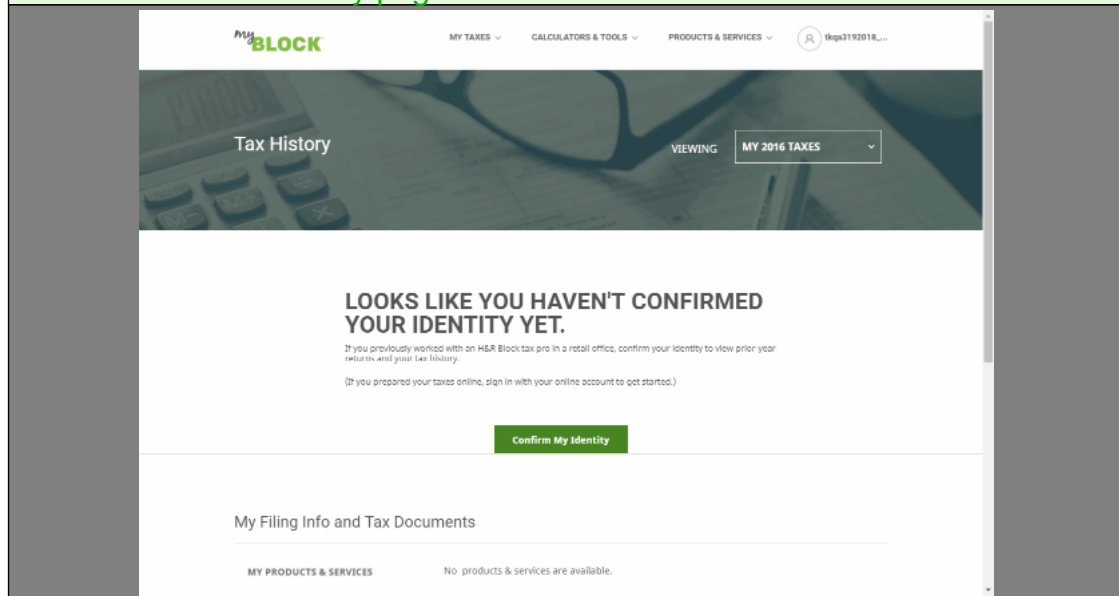 my BLOCK
MY TAXES
CALCULATORS & TOOLS
PRODUCTS & SERVICES
tkqa3192018_...
Tax History
VIEWING
MY 2016 TAXES
LOOKS LIKE YOU HAVEN'T CONFIRMED
YOUR IDENTITY YET.
If you previously worked with an H&R Block tax pro in a retail office, confirm your identity to view prior year
returns and your tax history.
(If you prepared your taxes online, sign in with your online account to get started.)
Confirm My Identity
My Filing Info and Tax Documents
MY PRODUCTS & SERVICES
No products & services are available.